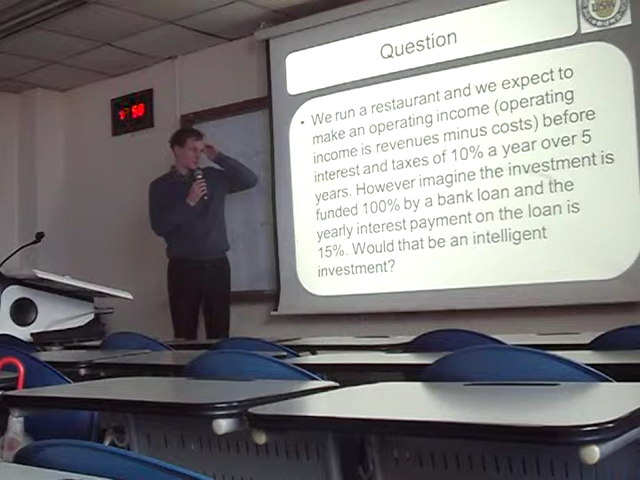 Question
• We run a restaurant and we expect to
make an operating income (operating
income is revenues minus costs) before
interest and taxes of 10% a year over 5
years. However imagine the investment is
funded 100% by a bank loan and the
yearly interest payment on the loan is
15%. Would that be an intelligent
investment?